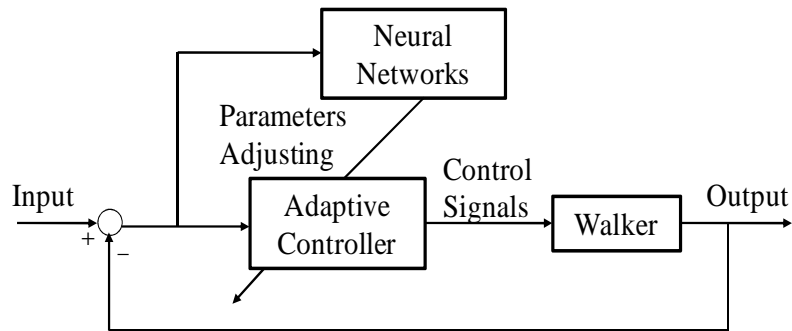 Neural
Networks
Parameters
Adjusting
Input
+
−
Adaptive
Controller
Control
Signals
Walker
Output